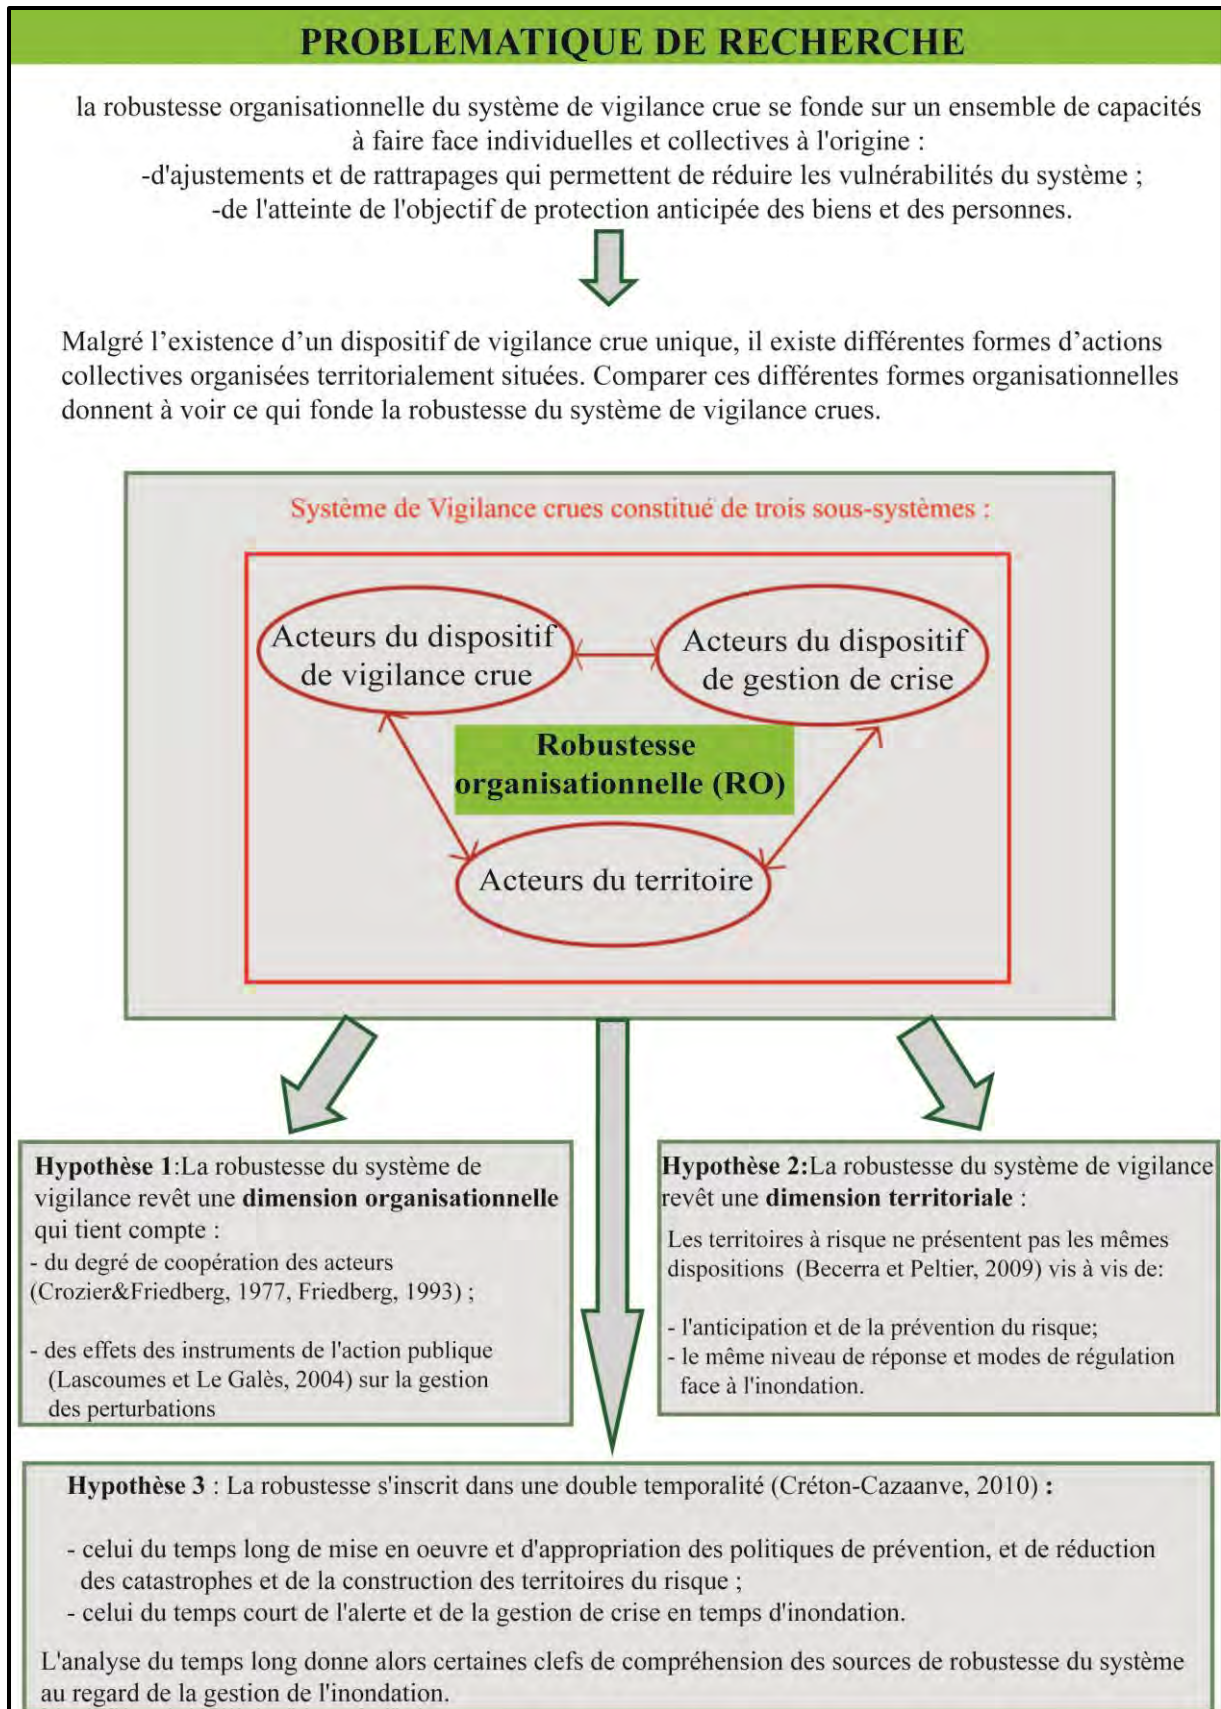 PROBLEMATIQUE DE RECHERCHE
la robustesse organisationnelle du système de vigilance crue se fonde sur un ensemble de capacités
à faire face individuelles et collectives à l'origine :
-d'ajustements et de rattrapages qui permettent de réduire les vulnérabilités du système ;
-de l'atteinte de l'objectif de protection anticipée des biens et des personnes.
Malgré l’existence d’un dispositif de vigilance crue unique, il existe différentes formes d’actions
collectives organisées territorialement situées. Comparer ces différentes formes organisationnelles
donnent à voir ce qui fonde la robustesse du système de vigilance crues.
Système de Vigilance crues constitué de trois sous-systèmes :
Acteurs du dispositif
de vigilance crue
Acteurs du dispositif
de gestion de crise
Robustesse
organisationnelle (RO)
Acteurs du territoire
Hypothèse 1:La robustesse du système de
vigilance revêt une dimension organisationnelle
qui tient compte :
- du degré de coopération des acteurs
(Crozier&Friedberg, 1977, Friedberg, 1993) ;
- des effets des instruments de l'action publique
(Lascoumes et Le Galès, 2004) sur la gestion
des perturbations
Hypothèse 2:La robustesse du système de vigilance
revêt une dimension territoriale :
Les territoires à risque ne présentent pas les mêmes
dispositions (Becerra et Peltier, 2009) vis à vis de:
- l'anticipation et de la prévention du risque;
- le même niveau de réponse et modes de régulation
face à l'inondation.
Hypothèse 3 : La robustesse s'inscrit dans une double temporalité (Créton-Cazaanve, 2010) :
- celui du temps long de mise en oeuvre et d'appropriation des politiques de prévention, et de réduction
des catastrophes et de la construction des territoires du risque ;
- celui du temps court de l'alerte et de la gestion de crise en temps d'inondation.
L'analyse du temps long donne alors certaines clefs de compréhension des sources de robustesse du système
au regard de la gestion de l'inondation.